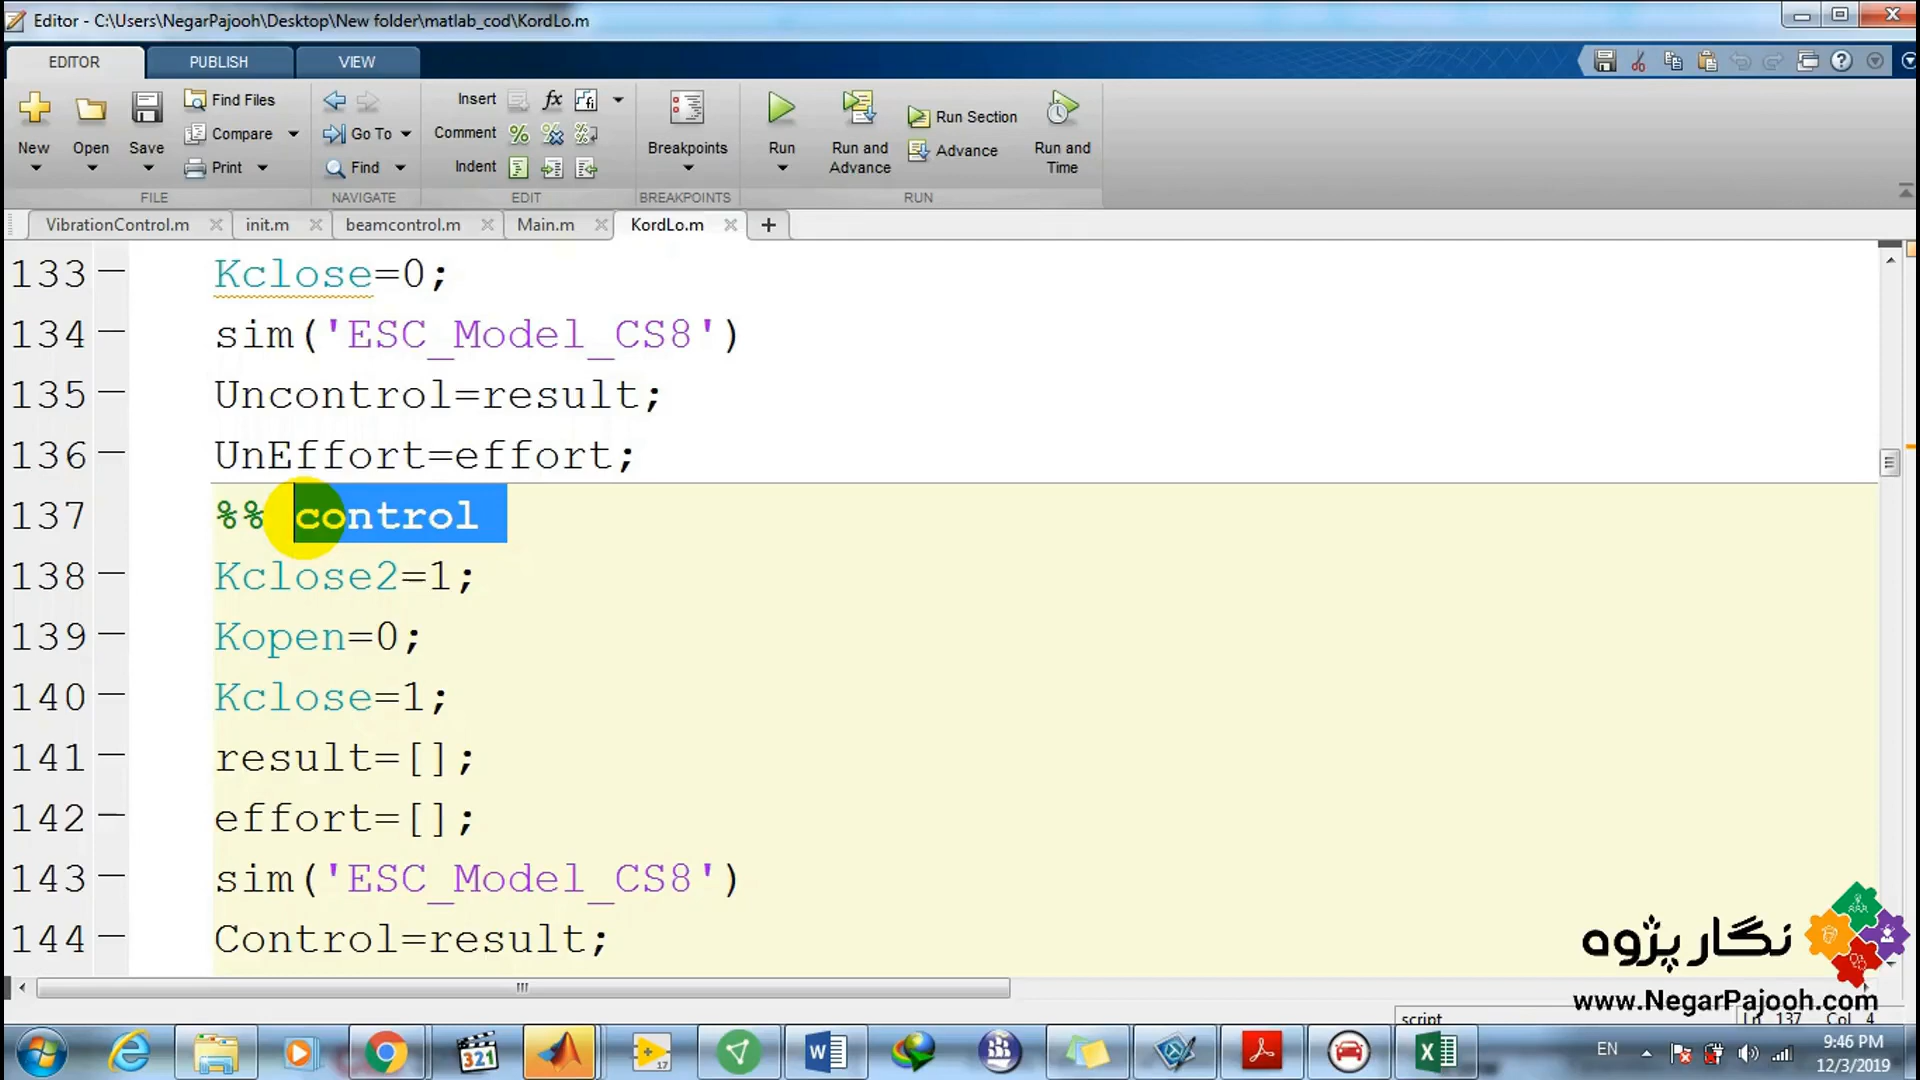 Editor - C:\Users\NegarPajooh\Desktop\New folder\matlab_cod\KordLo.m
EDITOR PUBLISH VIEW
New Open Save Find Files Compare Print
FILE
Go To Find
NAVIGATE
Insert fx
Comment
Indent
EDIT
Breakpoints
BREAKPOINTS
Run Run and Advance Run Section Advance Run and Time
RUN
VibrationControl.m init.m beamcontrol.m Main.m KordLo.m
133 Kclose=0;
134 sim('ESC_Model_CS8')
135 Uncontrol=result;
136 UnEffort=effort;
137 %% control
138 Kclose2=1;
139 Kopen=0;
140 Kclose=1;
141 result=[];
142 effort=[];
143 sim('ESC_Model_CS8')
144 Control=result;
نگار پژوه
www.NegarPajooh.com
script Ln 137 Col 4
321 17 EN 9:46 PM
12/3/2019